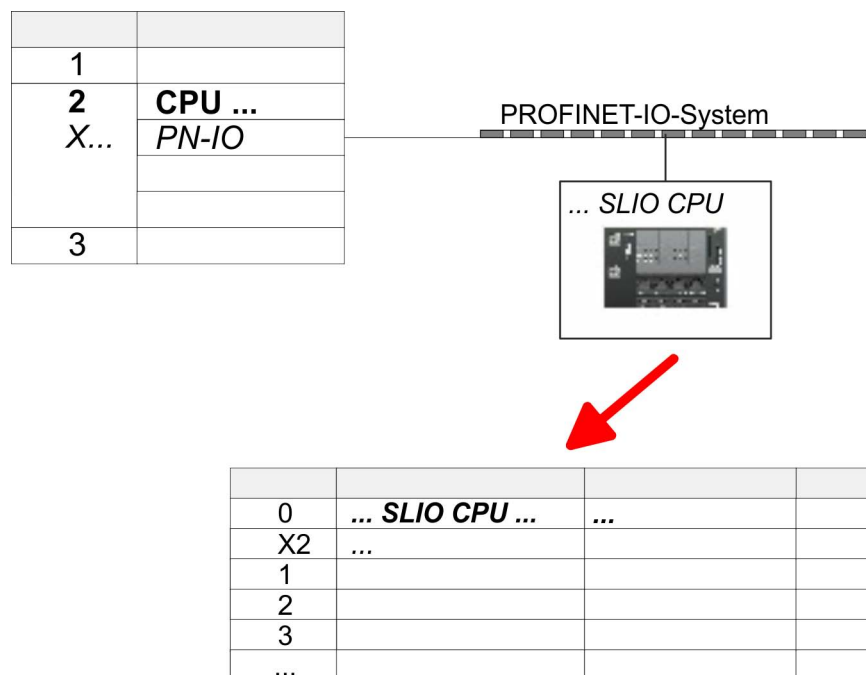 1
2 CPU ...
X... PN-IO
3
PROFINET-IO-System
... SLIO CPU
0 ... SLIO CPU ... ...
X2 ...
1
2
3
...